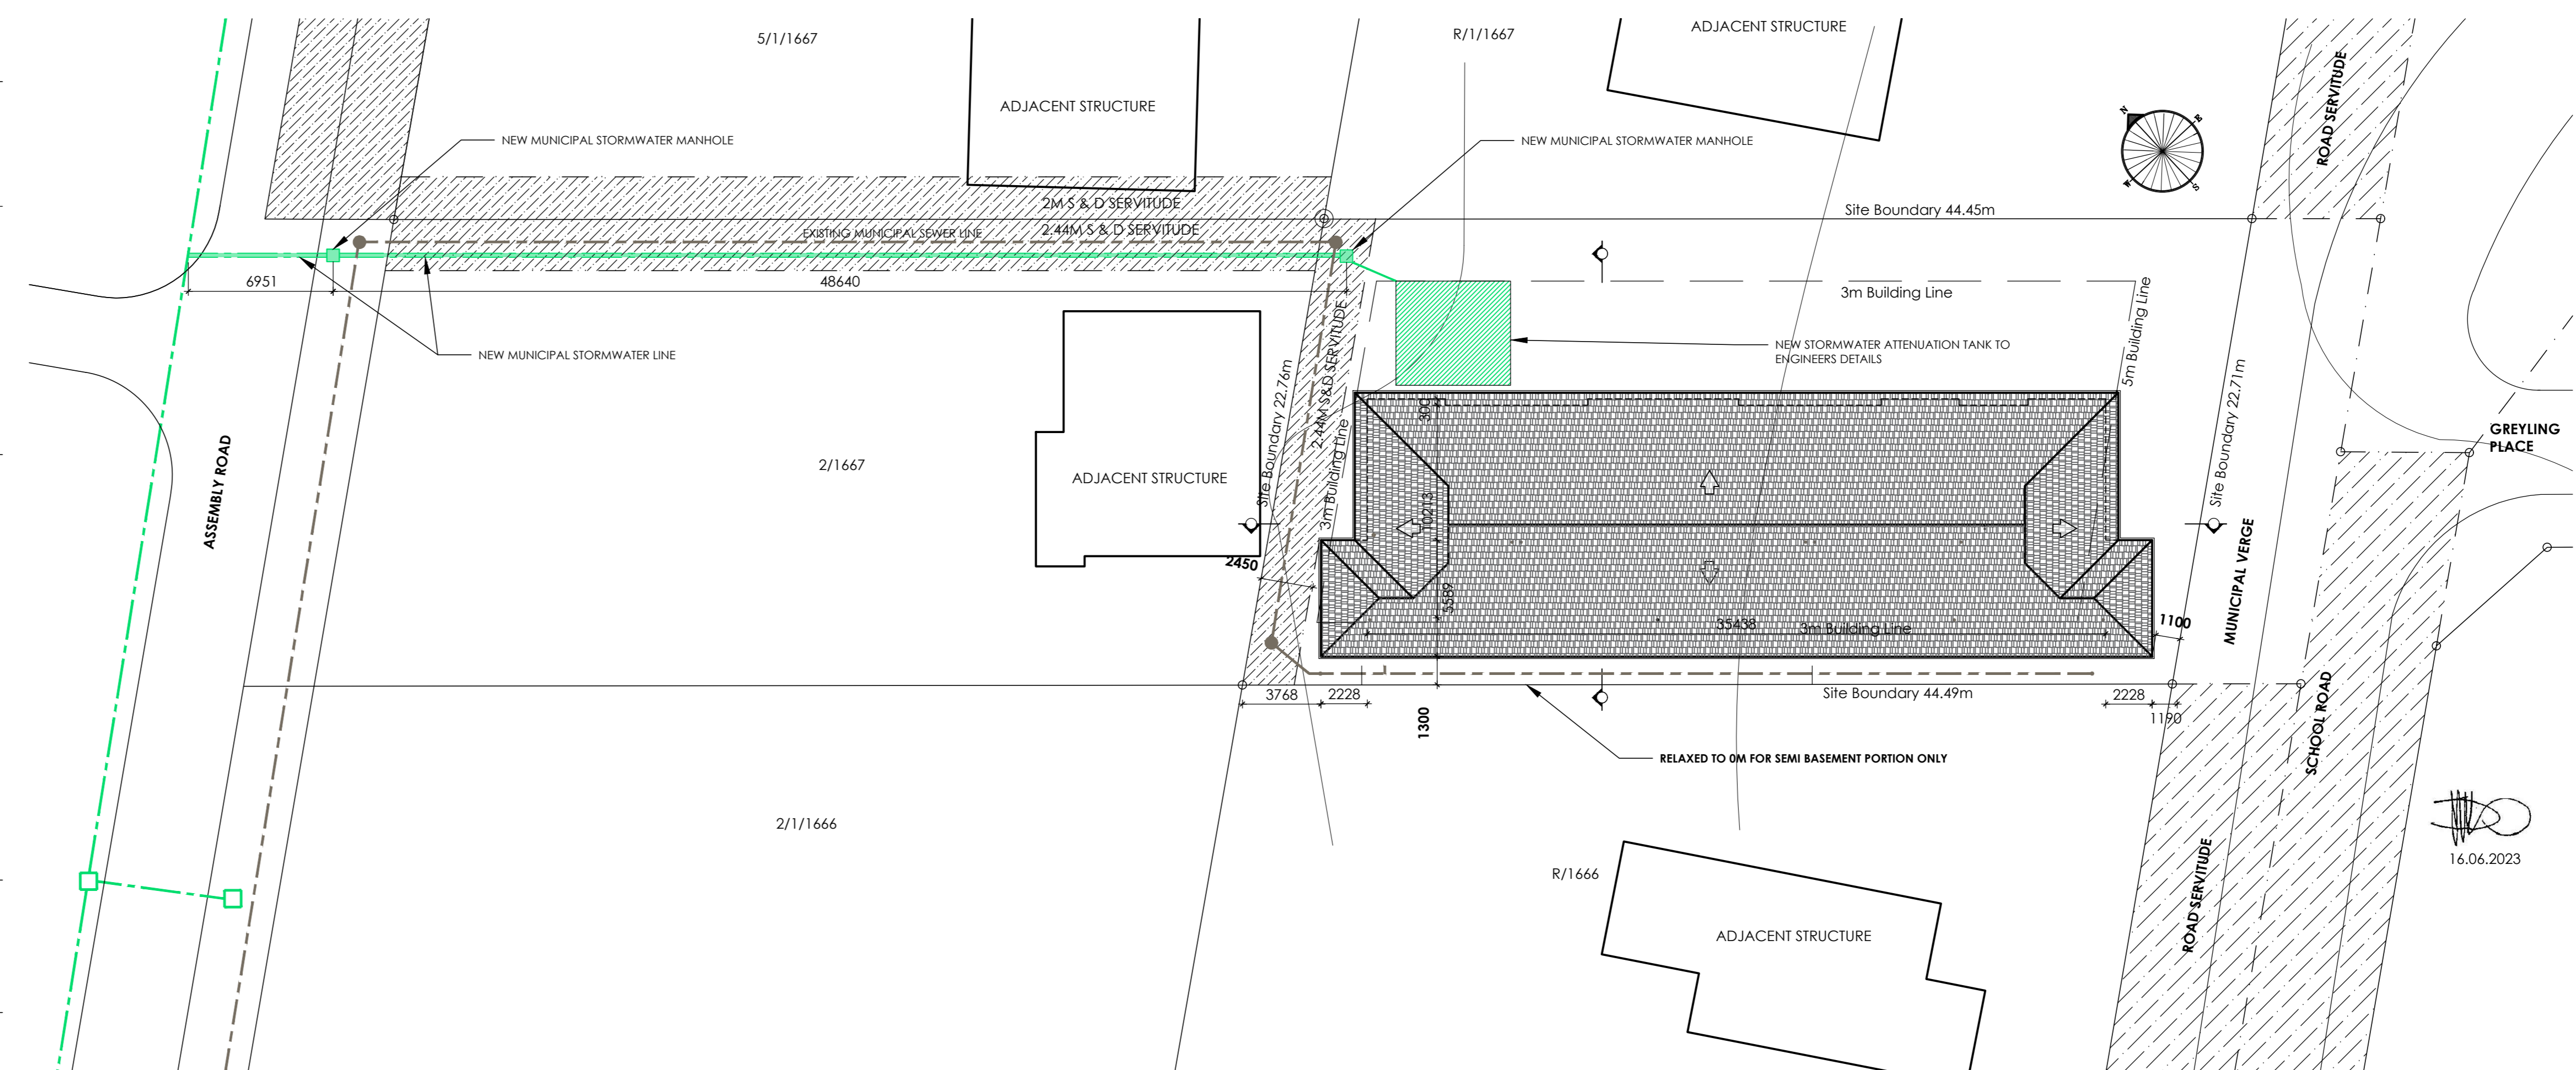 5/1/1667
R/1/1667
ADJACENT STRUCTURE
ADJACENT STRUCTURE
ROAD SERVITUDE
NEW MUNICIPAL STORMWATER MANHOLE
NEW MUNICIPAL STORMWATER MANHOLE
N
S
2M S & D SERVITUDE
Site Boundary 44.45m
EXISTING MUNICIPAL SEWER LINE
2.44M S & D SERVITUDE
6951
48640
3m Building Line
5m Building Line
2.44M S&D SERVITUDE
NEW STORMWATER ATTENUATION TANK TO
ENGINEERS DETAILS
NEW MUNICIPAL STORMWATER LINE
Site Boundary 22.76m
Site Boundary 22.71m
3m Building Line
300
GREYLING
PLACE
ASSEMBLY ROAD
2/1/1667
ADJACENT STRUCTURE
10213
2450
5589
MUNICIPAL VERGE
35438
3m Building Line
1100
3768
2228
Site Boundary 44.49m
2228
1190
1300
SCHOOL ROAD
RELAXED TO 0M FOR SEMI BASEMENT PORTION ONLY
2/1/1666
R/1666
16.06.2023
ADJACENT STRUCTURE
ROAD SERVITUDE